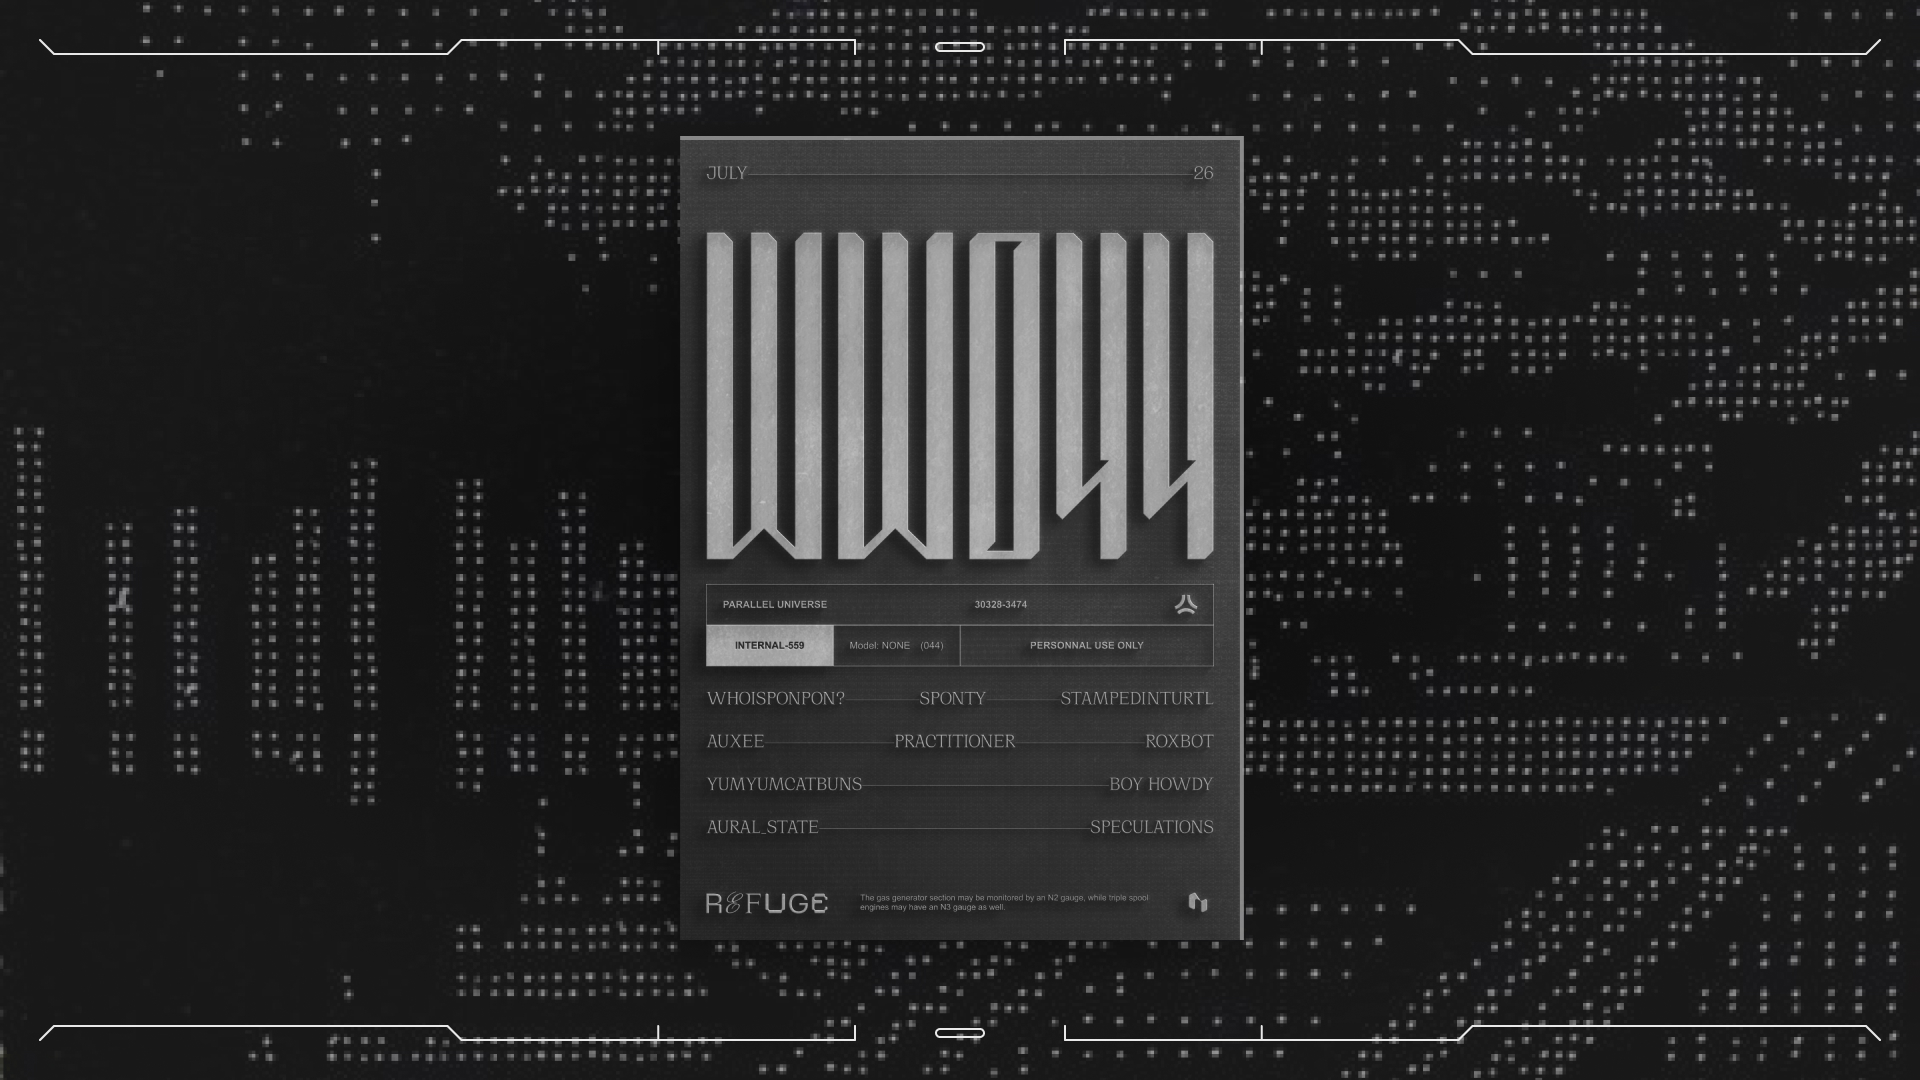 JULY 26
PARALLEL UNIVERSE 30328-3474
INTERNAL-559 Model: NONE (044) PERSONNAL USE ONLY
WHOISPONPON? SPONTY STAMPEDINTURTL
AUXEE PRACTITIONER ROXBOT
YUMYUMCATBUNS BOY HOWDY
AURAL_STATE SPECULATIONS
REFUGE
The gas generator section may be monitored by an N2 gauge, while triple spool
engines may have an N3 gauge as well.